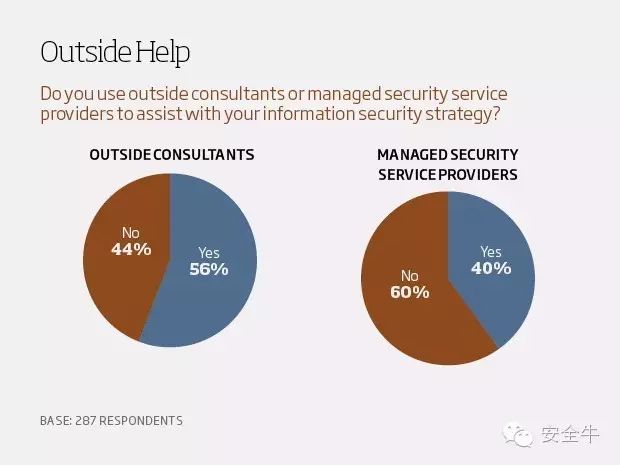 Outside Help
Do you use outside consultants or managed security service
providers to assist with your information security strategy?
OUTSIDE CONSULTANTS
No
44%
Yes
56%
MANAGED SECURITY
SERVICE PROVIDERS
Yes
40%
No
60%
BASE: 287 RESPONDENTS
安全牛